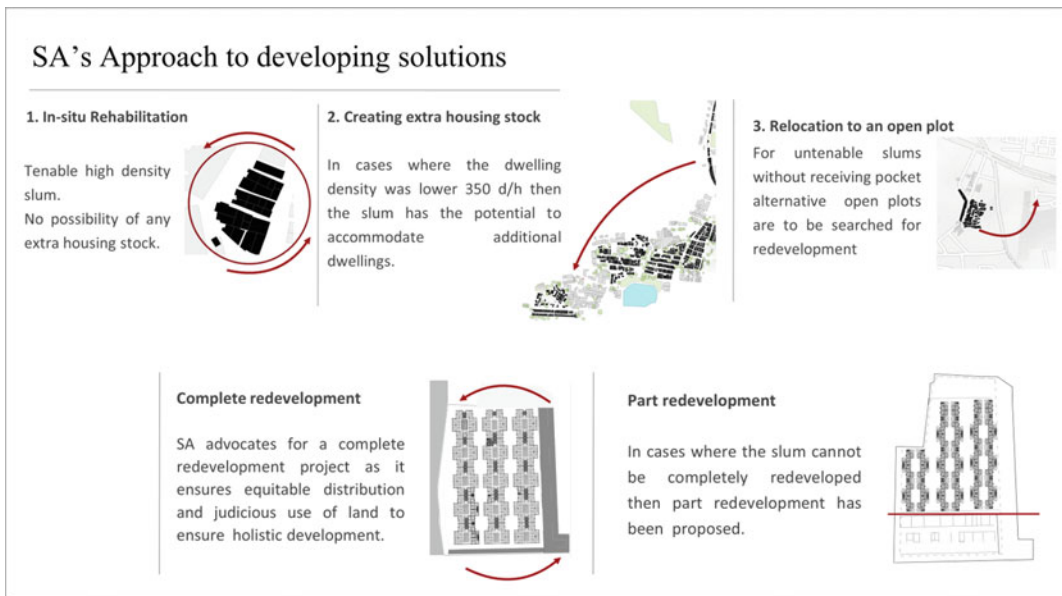 SA's Approach to developing solutions
1. In-situ Rehabilitation
Tenable high density
slum.
No possibility of any
extra housing stock.
2. Creating extra housing stock
In cases where the dwelling
density was lower 350 d/h then
the slum has the potential to
accommodate additional
dwellings.
3. Relocation to an open plot
For untenable slums
without receiving pocket
alternative open plots
are to be searched for
redevelopment
Complete redevelopment
SA advocates for a complete
redevelopment project as it
ensures equitable distribution
and judicious use of land to
ensure holistic development.
Part redevelopment
In cases where the slum cannot
be completely redeveloped
then part redevelopment has
been proposed.